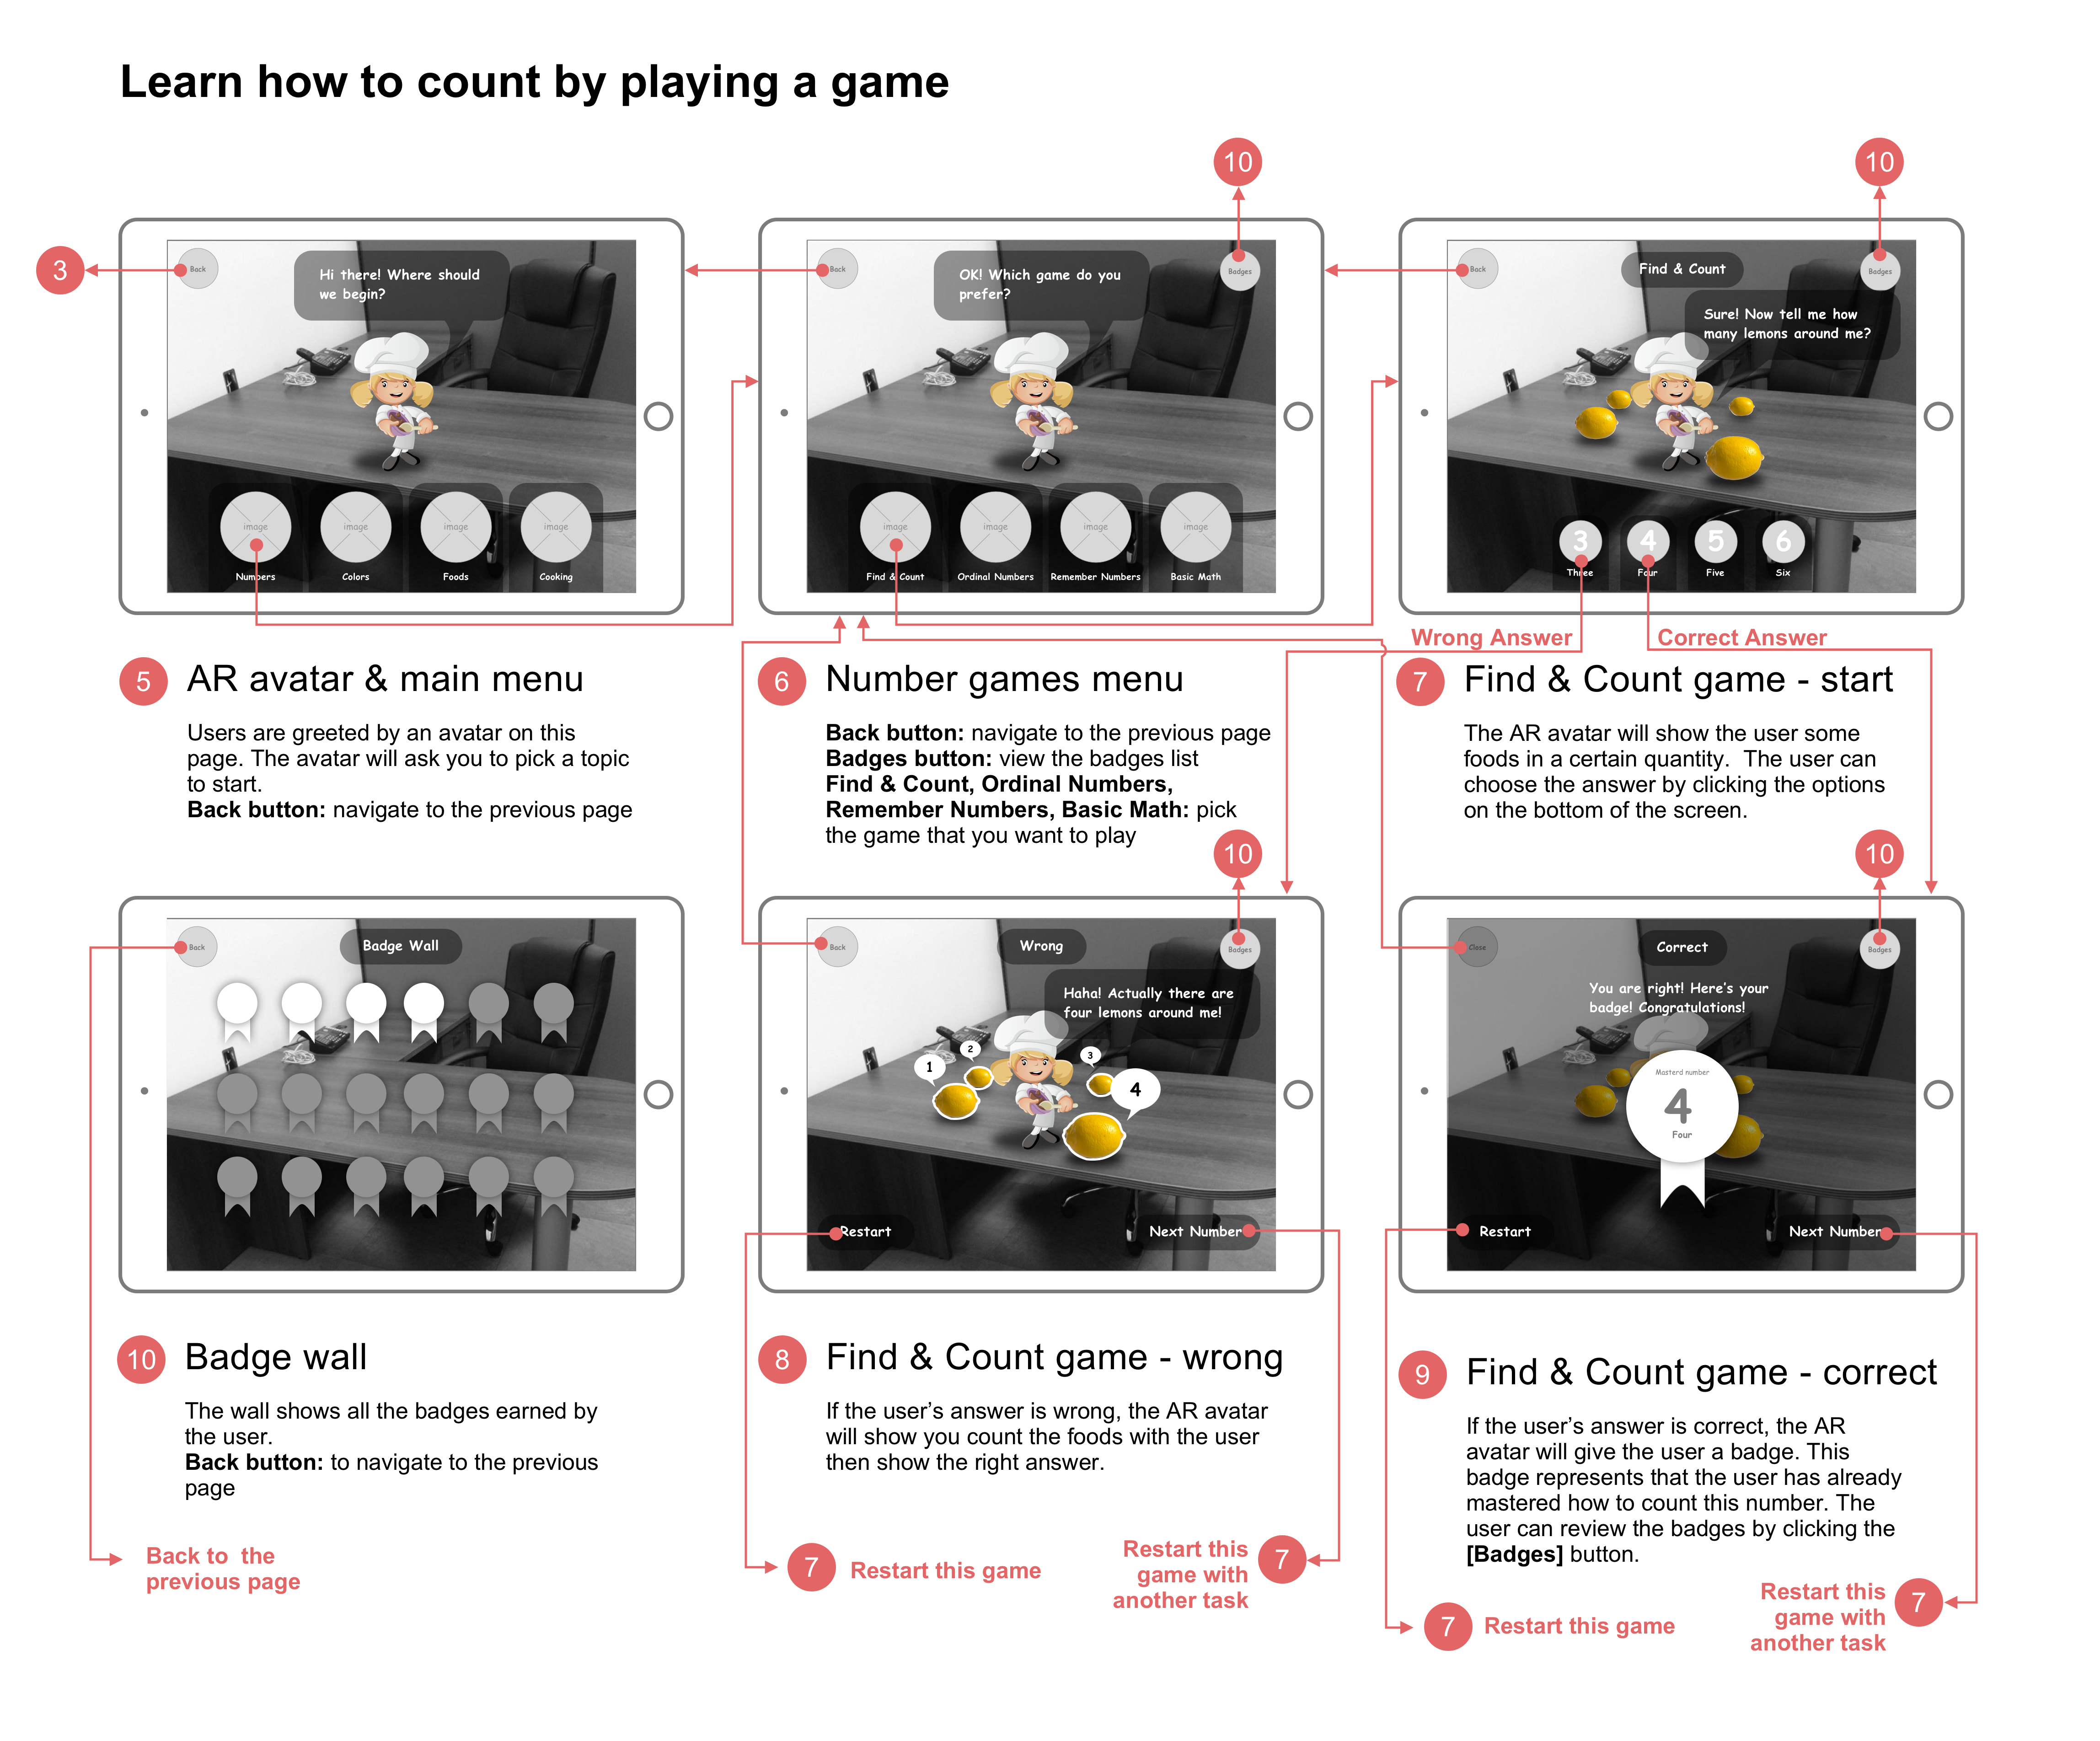 Learn how to count by playing a game
10
10
3
Back
Hi there! Where should
we begin?
image
image
image
image
Numbers
Colors
Foods
Cooking
Back
OK! Which game do you
prefer?
Badges
image
image
image
image
Find & Count
Ordinal Numbers
Remember Numbers
Basic Math
Back
Find & Count
Badges
Sure! Now tell me how
many lemons around me?
3
4
5
6
Three
Four
Five
Six
Wrong Answer
Correct Answer
5
AR avatar & main menu
Users are greeted by an avatar on this
page. The avatar will ask you to pick a topic
to start.
Back button: navigate to the previous page
6
Number games menu
Back button: navigate to the previous page
Badges button: view the badges list
Find & Count, Ordinal Numbers,
Remember Numbers, Basic Math: pick
the game that you want to play
7
Find & Count game - start
The AR avatar will show the user some
foods in a certain quantity.  The user can
choose the answer by clicking the options
on the bottom of the screen.
10
10
Back
Badge Wall
Back
Wrong
Badges
Haha! Actually there are
four lemons around me!
1
2
3
4
Restart
Next Number
Close
Correct
Badges
You are right! Here's your
badge! Congratulations!
Masterd number
4
Four
Restart
Next Number
10
Badge wall
The wall shows all the badges earned by
the user.
Back button: to navigate to the previous
page
Back to  the
previous page
8
Find & Count game - wrong
If the user’s answer is wrong, the AR avatar
will show you count the foods with the user
then show the right answer.
7
Restart this game
Restart this
game with
another task
7
9
Find & Count game - correct
If the user’s answer is correct, the AR
avatar will give the user a badge. This
badge represents that the user has already
mastered how to count this number. The
user can review the badges by clicking the
[Badges] button.
7
Restart this game
Restart this
game with
another task
7